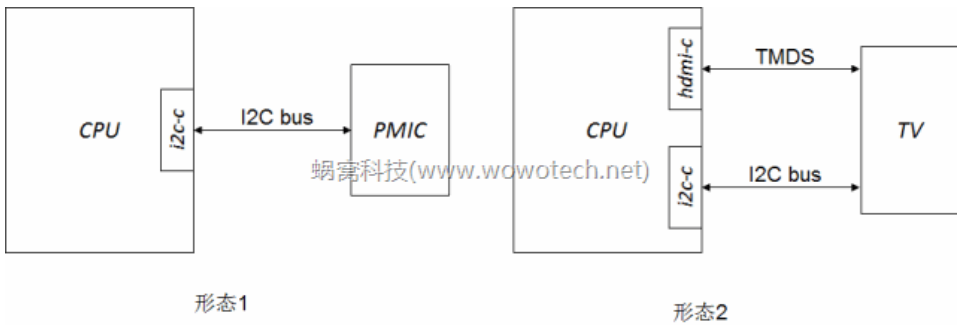 CPU
i2c-c
I2C bus
PMIC
形态1
CPU
hdmi-c
TMDS
i2c-c
I2C bus
TV
形态2
蜗窝科技(www.wowotech.net)